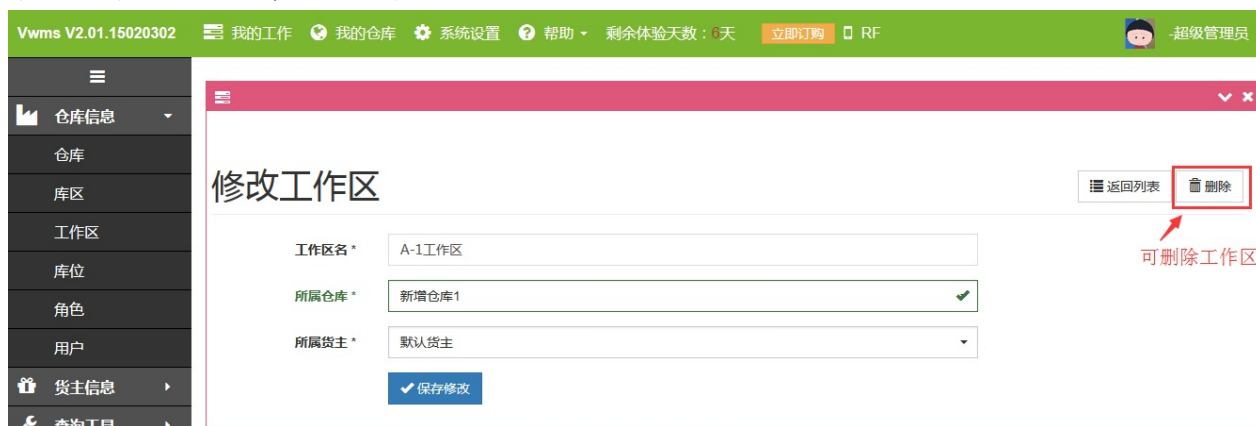 Vwms V2.01.15020302 我的工作 我的仓库 系统设置 帮助 剩余体验天数：6天 立即订购 RF -超级管理员
仓库信息
仓库
库区
工作区
库位
角色
用户
货主信息
查询工具
修改工作区
返回列表 删除
可删除工作区
工作区名 * A-1工作区
所属仓库 * 新增仓库1
所属货主 * 默认货主
保存修改